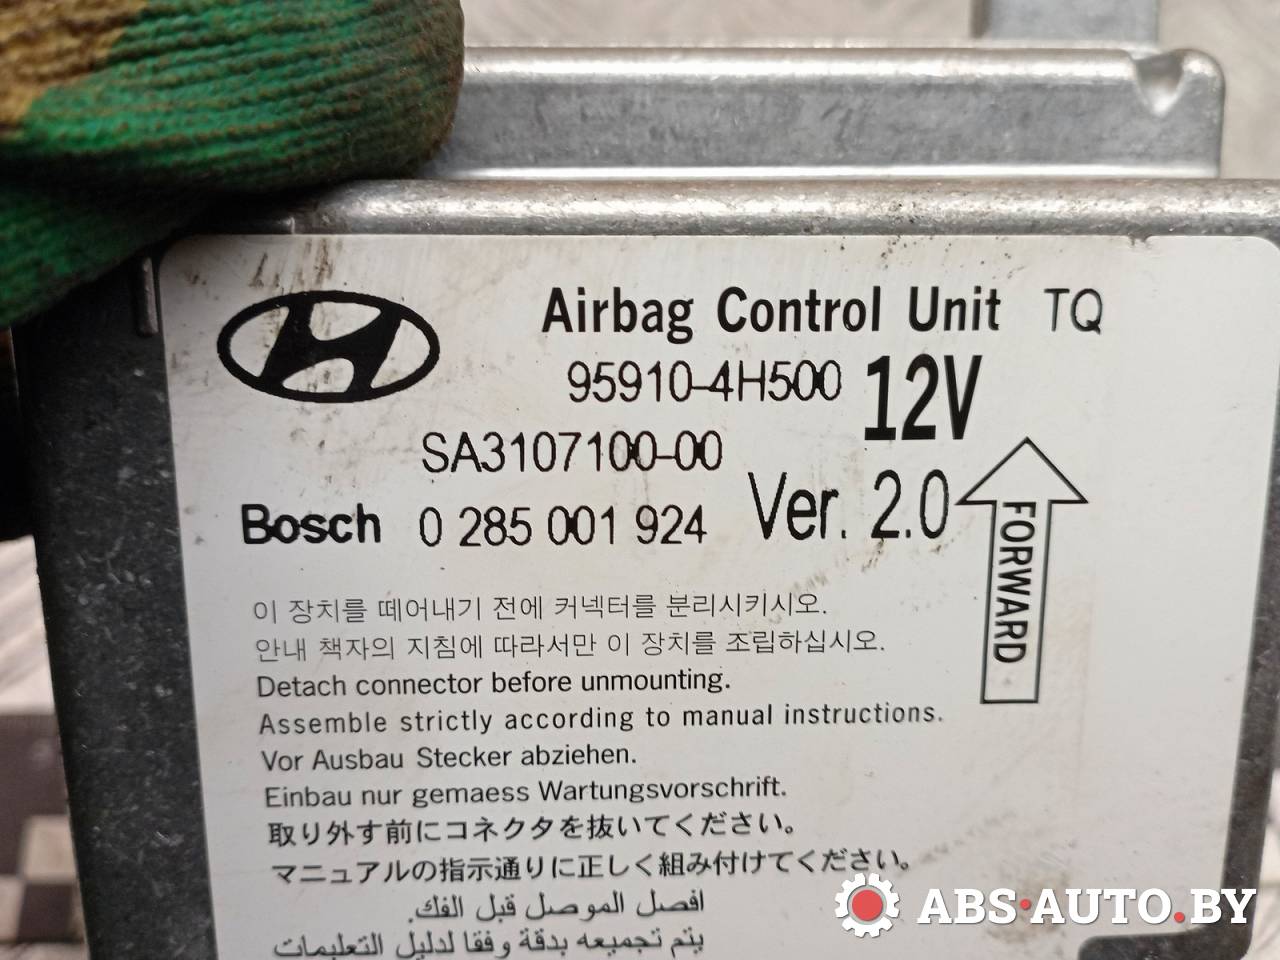 Airbag Control Unit TQ
95910-4H500 12V
SA3107100-00
Bosch 0 285 001 924 Ver. 2.0
FORWARD
이 장치를 떼어내기 전에 커넥터를 분리시키시오.
안내 책자의 지침에 따라서만 이 장치를 조립하십시오.
Detach connector before unmounting.
Assemble strictly according to manual instructions.
Vor Ausbau Stecker abziehen.
Einbau nur gemaess Wartungsvorschrift.
取り外す前にコネクタを抜いてください。
マニュアルの指示通りに正しく組み付けてください。
افصل الموصل قبل الفك.
يتم تجميعه بدقة وفقا لدليل التعليمات
ABS·AUTO.BY